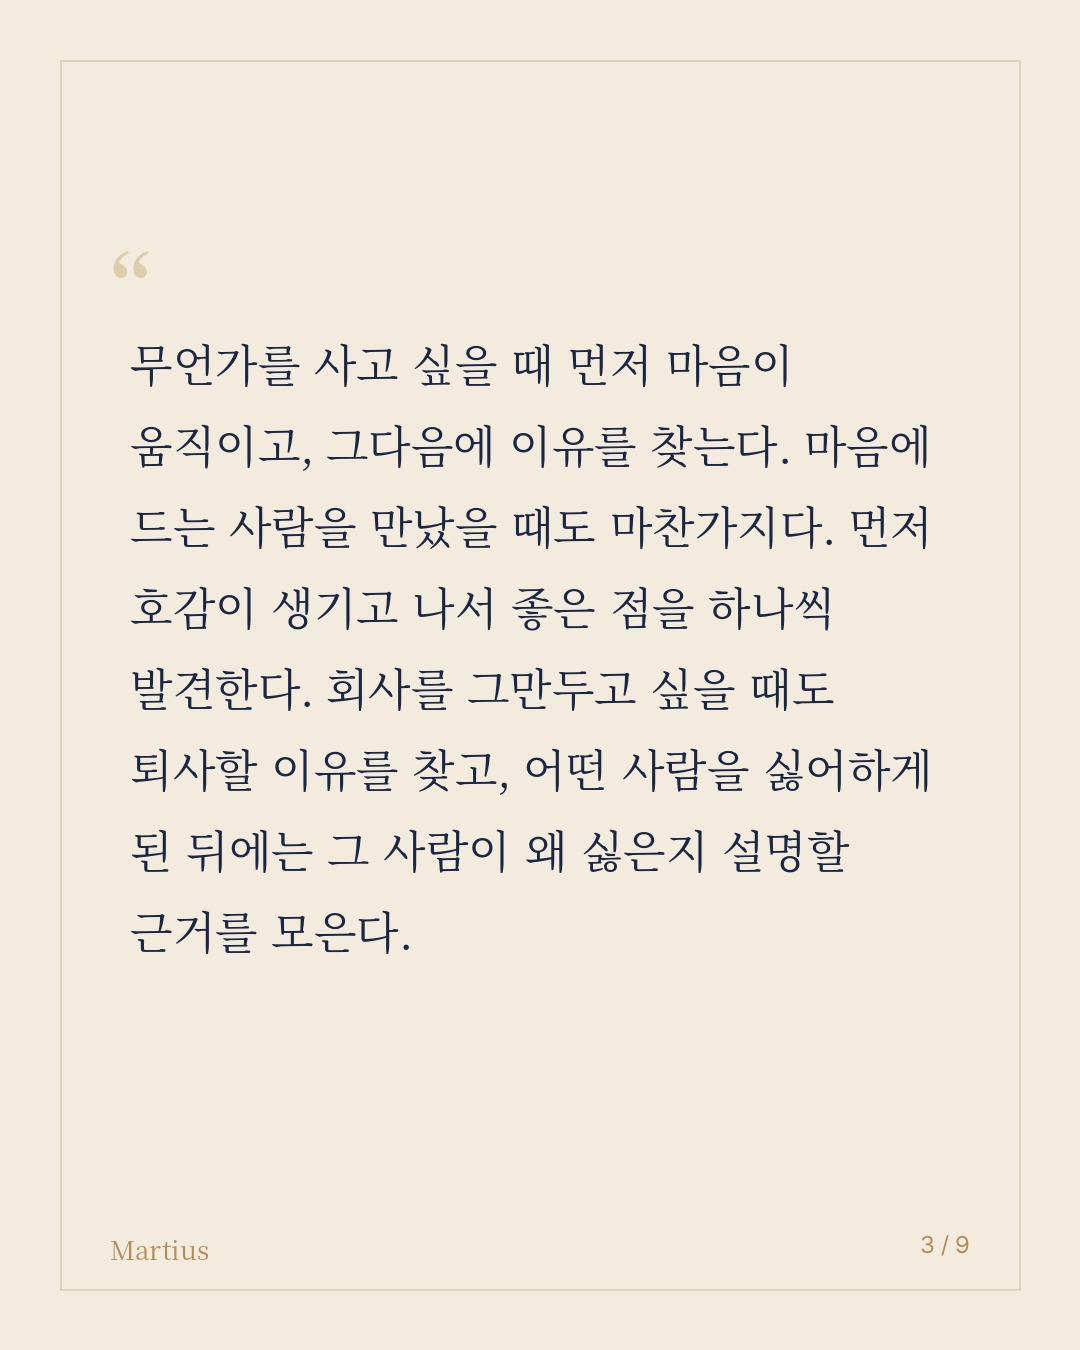 “
무언가를 사고 싶을 때 먼저 마음이
움직이고, 그다음에 이유를 찾는다. 마음에
드는 사람을 만났을 때도 마찬가지다. 먼저
호감이 생기고 나서 좋은 점을 하나씩
발견한다. 회사를 그만두고 싶을 때도
퇴사할 이유를 찾고, 어떤 사람을 싫어하게
된 뒤에는 그 사람이 왜 싫은지 설명할
근거를 모은다.
Martius
3 / 9